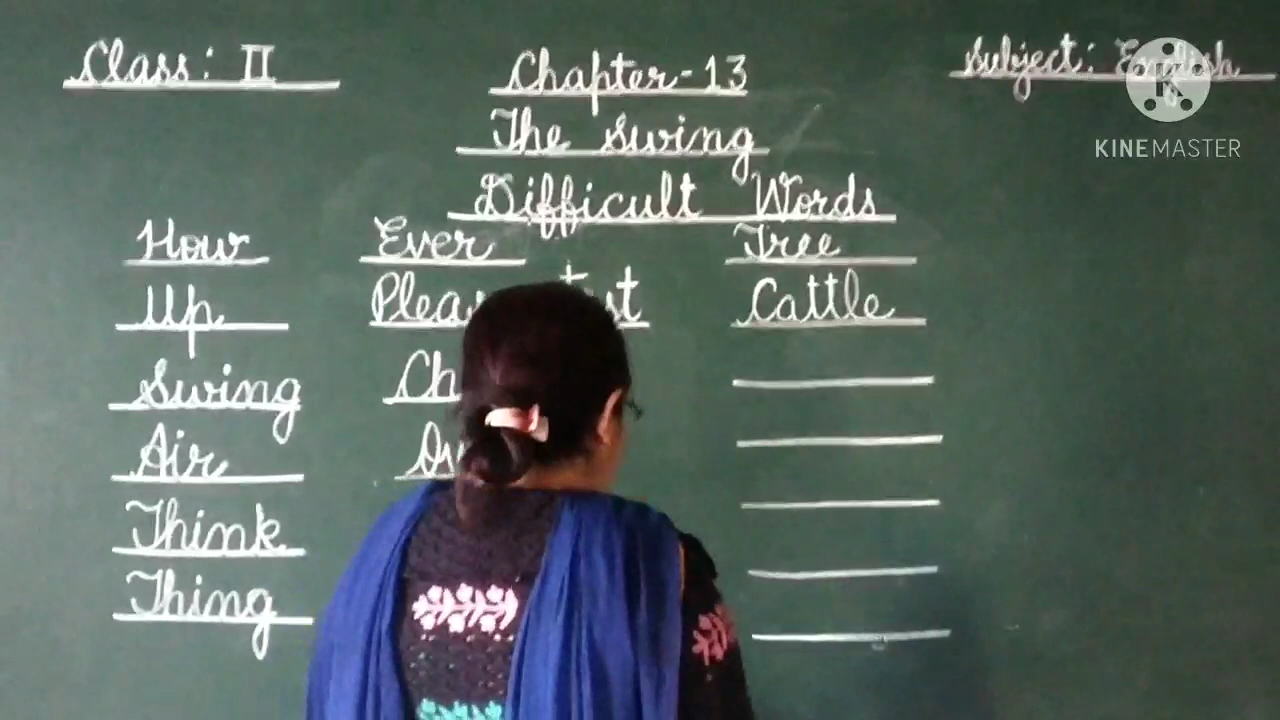 Class: II
Chapter-13
Subject: English
The Swing
Difficult Words
How Ever Tree
Up Cattle
Swing
Air
Think
Thing
KINEMASTER